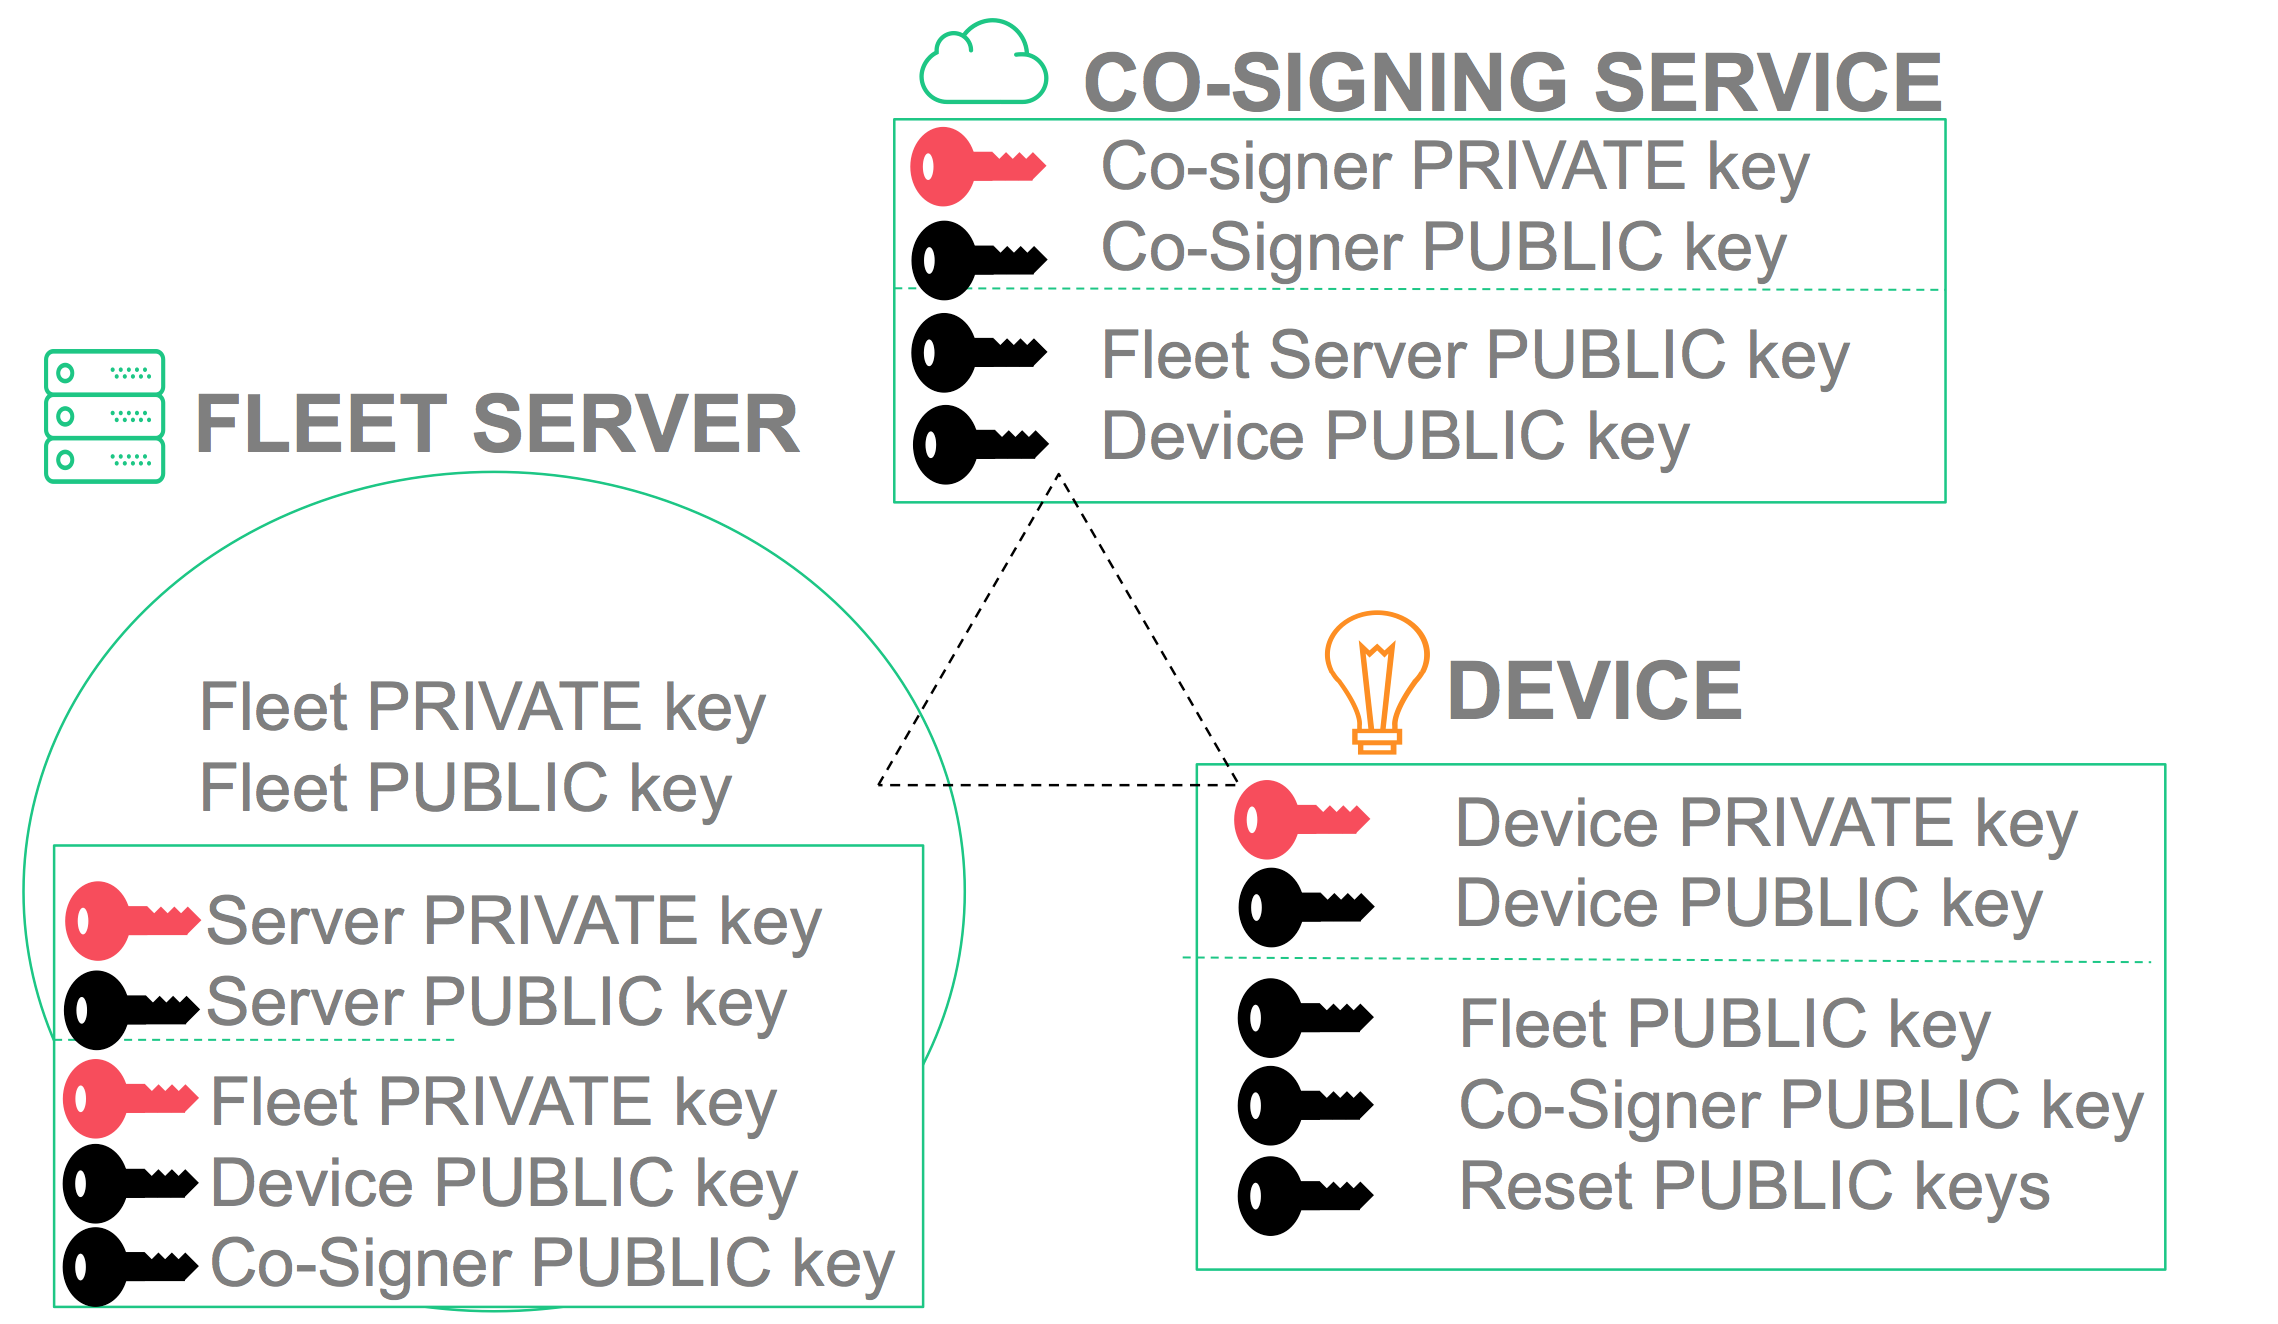 CO-SIGNING SERVICE
Co-signer PRIVATE key
Co-Signer PUBLIC key
Fleet Server PUBLIC key
Device PUBLIC key
FLEET SERVER
Fleet PRIVATE key
Fleet PUBLIC key
Server PRIVATE key
Server PUBLIC key
Fleet PRIVATE key
Device PUBLIC key
Co-Signer PUBLIC key
DEVICE
Device PRIVATE key
Device PUBLIC key
Fleet PUBLIC key
Co-Signer PUBLIC key
Reset PUBLIC keys